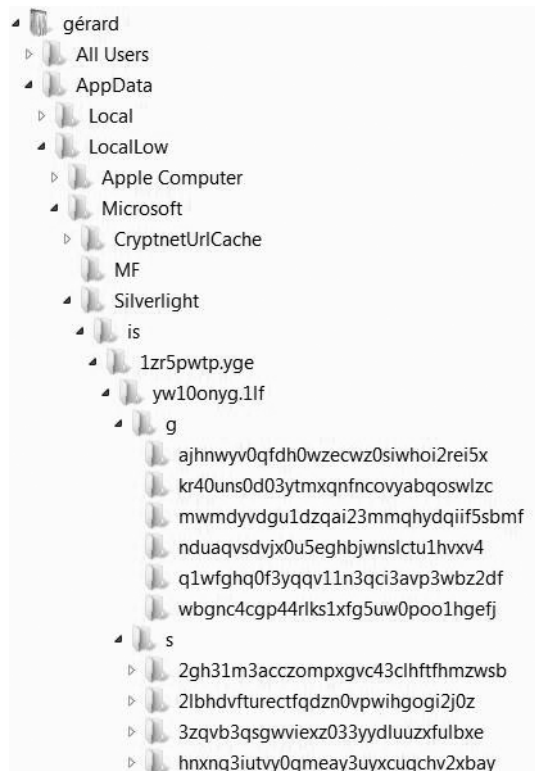 gérard
All Users
AppData
Local
LocalLow
Apple Computer
Microsoft
CryptnetUrlCache
MF
Silverlight
is
1zr5pwtp.yge
yw10onyg.1lf
g
ajhnwyv0qfdh0wzecwz0siwhoi2rei5x
kr40uns0d03ytmxqnfncovyabqoswlzc
mwmdyvdgu1dzqai23mmqhydqiif5sbmf
nduaqvsdvjx0u5eghbjwnslctu1hvxv4
q1wfghq0f3yqqv11n3qci3avp3wbz2df
wbgnc4cgp44rlks1xfg5uw0poo1hgefj
s
2gh31m3acczompxgvc43clhftfhmzwsb
2lbhdvfturectfqdzn0vpwihgogi2j0z
3zqvb3qsgwviexz033yydluuzxfulbxe
hnxnq3iutvy0qmeay3uyxcuqchv2xbay